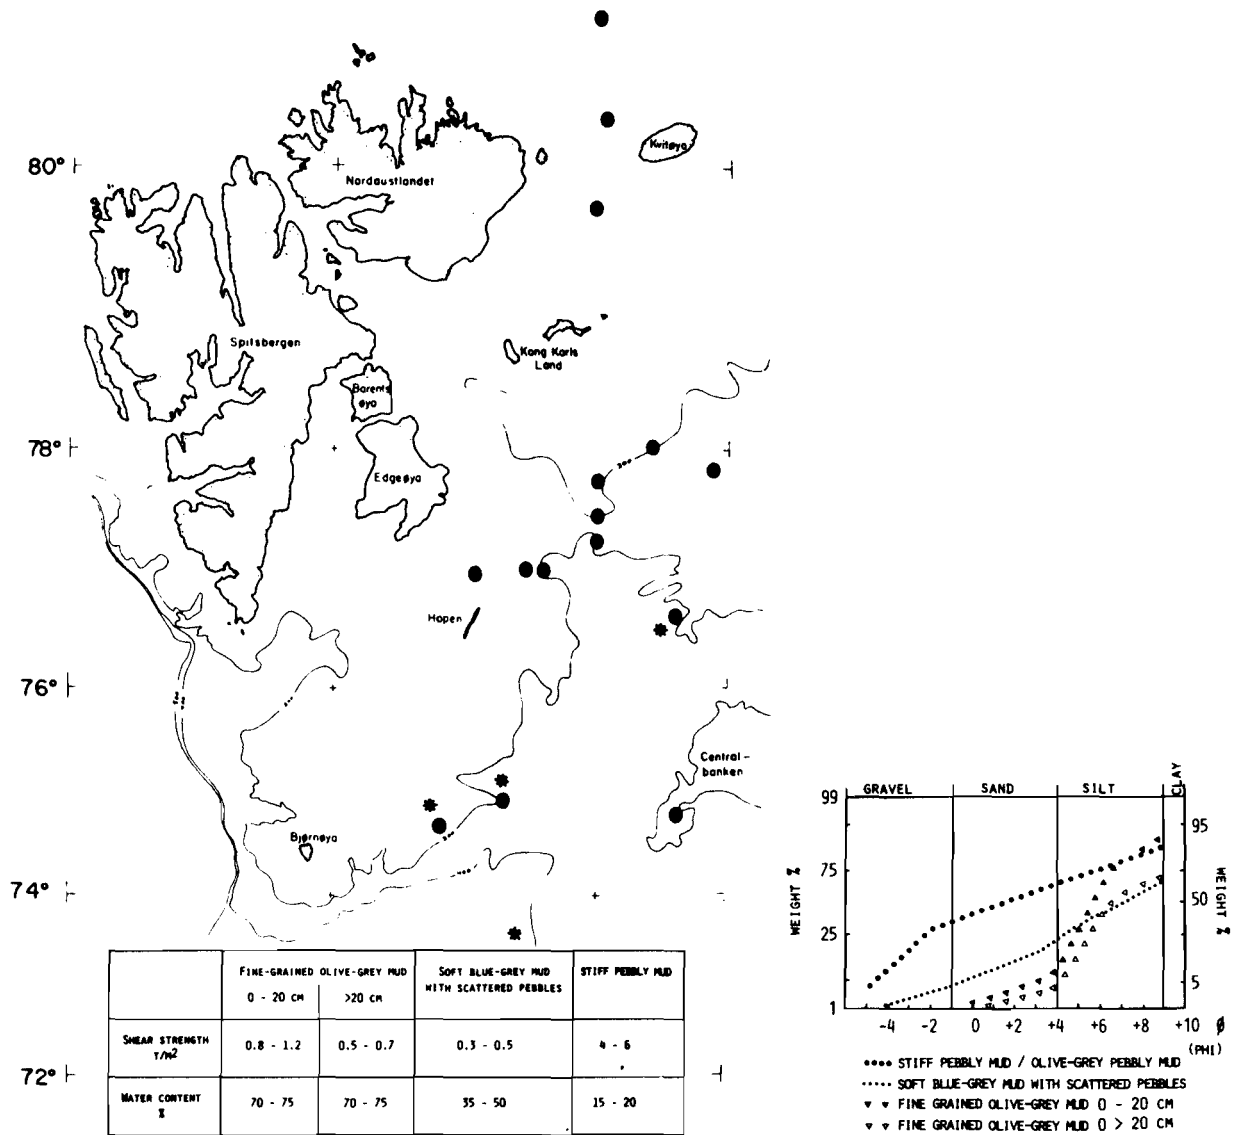 80°
Kvitøya
Nordaustlandet
Spitsbergen
Kong Karls
Land
Barents
øya
78°
Edgeøya
Hopen
76°
Central-
banken
Bjørnøya
74°
72°
FINE-GRAINED OLIVE-GREY MUD
0 - 20 CM
>20 CM
SOFT BLUE-GREY MUD
WITH SCATTERED PEBBLES
STIFF PEBBLY MUD
SHEAR STRENGTH
T/M²
0.8 - 1.2
0.5 - 0.7
0.3 - 0.5
4 - 6
WATER CONTENT
%
70 - 75
70 - 75
35 - 50
15 - 20
GRAVEL
SAND
SILT
CLAY
99
75
25
1
WEIGHT %
95
50
5
WEIGHT %
-4
-2
0
+2
+4
+6
+8
+10
ø
(PHI)
STIFF PEBBLY MUD / OLIVE-GREY PEBBLY MUD
SOFT BLUE-GREY MUD WITH SCATTERED PEBBLES
FINE GRAINED OLIVE-GREY MUD 0 - 20 CM
FINE GRAINED OLIVE-GREY MUD 0 > 20 CM